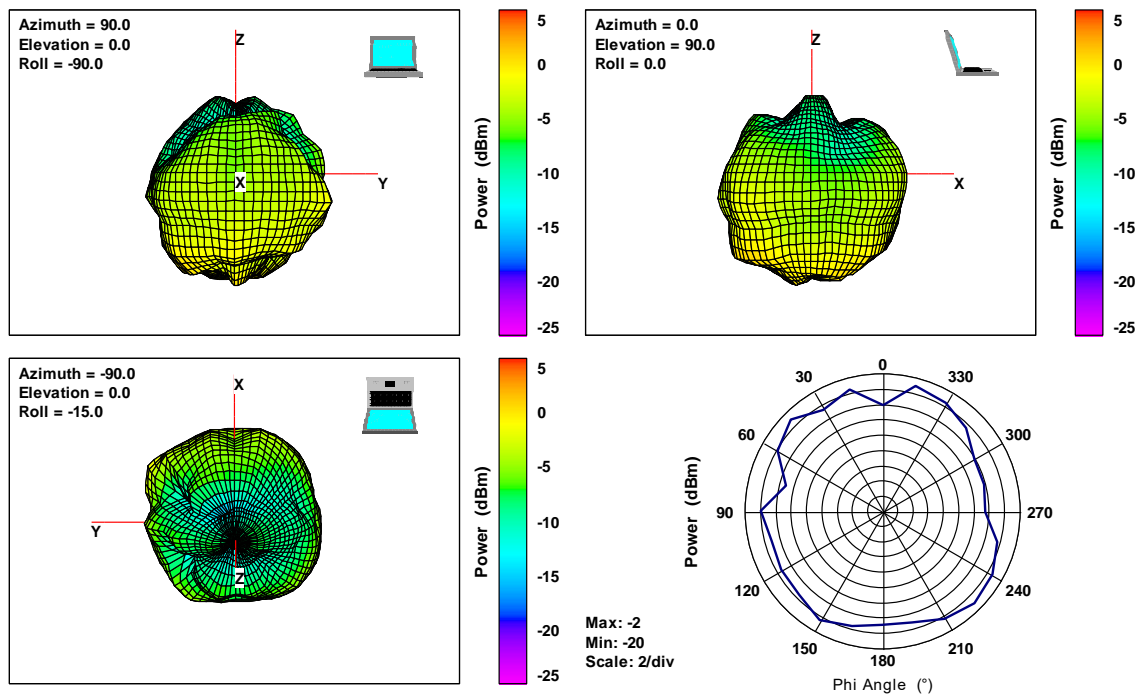 Azimuth = 90.0
Elevation = 0.0
Roll = -90.0
Z
X
Y
5
0
-5
-10
-15
-20
-25
Power (dBm)
Azimuth = 0.0
Elevation = 90.0
Roll = 0.0
Z
X
5
0
-5
-10
-15
-20
-25
Power (dBm)
Azimuth = -90.0
Elevation = 0.0
Roll = -15.0
X
Y
Z
5
0
-5
-10
-15
-20
-25
Power (dBm)
0
30
330
60
300
Power (dBm)
90
270
120
240
150
210
180
Max: -2
Min: -20
Scale: 2/div
Phi Angle (°)